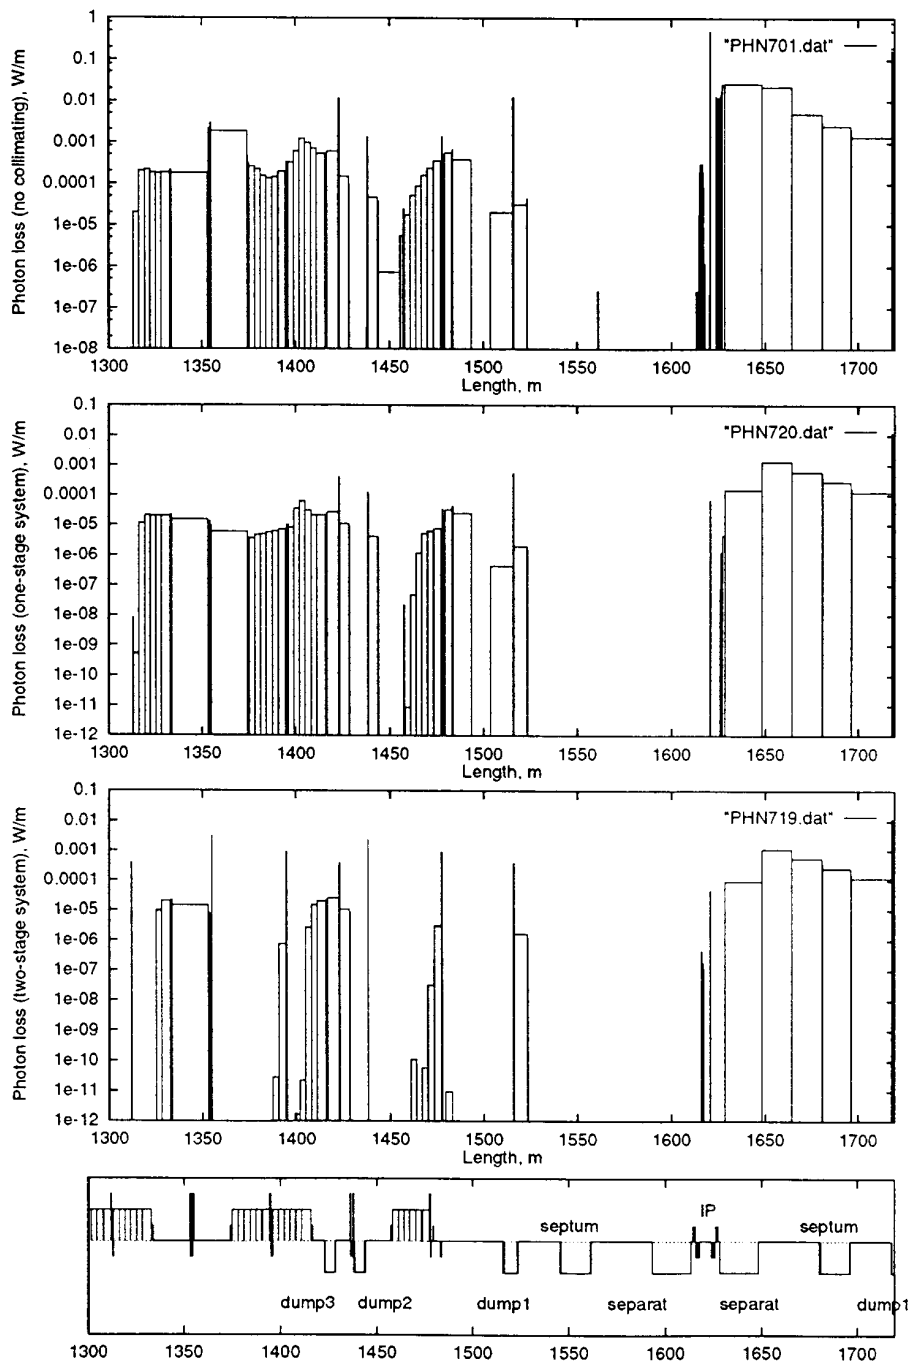 Photon loss (no collimating), W/m
1
0.1
0.01
0.001
0.0001
1e-05
1e-06
1e-07
1e-08
"PHN701.dat"
1300 1350 1400 1450 1500 1550 1600 1650 1700
Length, m
Photon loss (one-stage system), W/m
0.1
0.01
0.001
0.0001
1e-05
1e-06
1e-07
1e-08
1e-09
1e-10
1e-11
1e-12
"PHN720.dat"
1300 1350 1400 1450 1500 1550 1600 1650 1700
Length, m
Photon loss (two-stage system), W/m
0.1
0.01
0.001
0.0001
1e-05
1e-06
1e-07
1e-08
1e-09
1e-10
1e-11
1e-12
"PHN719.dat"
1300 1350 1400 1450 1500 1550 1600 1650 1700
Length, m
septum IP septum
dump3 dump2 dump1 separat separat dump1
1300 1350 1400 1450 1500 1550 1600 1650 1700